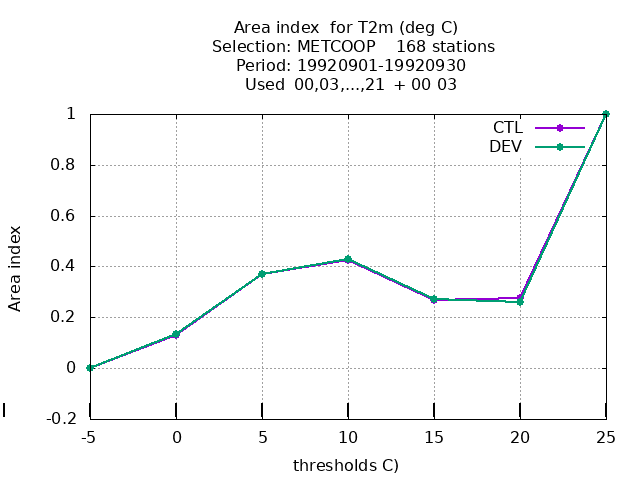 Area index  for T2m (deg C)
Selection: METCOOP    168 stations
Period: 19920901-19920930
Used  00,03,...,21  + 00 03
CTL
DEV
1
0.8
0.6
0.4
0.2
0
-0.2
Area index
-5
0
5
10
15
20
25
thresholds C)